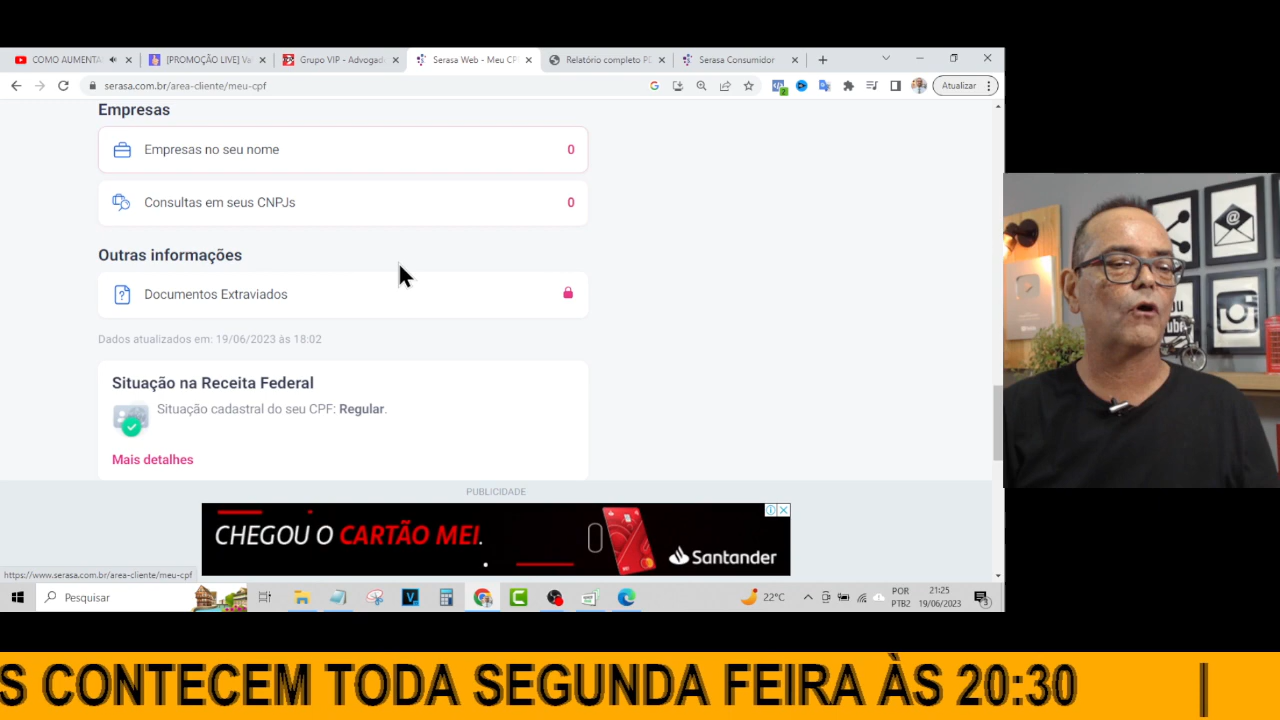 COMO AUMENTA
[PROMOÇÃO LIVE] Va
Grupo VIP - Advogad
Serasa Web - Meu CP
Relatório completo P
Serasa Consumidor
serasa.com.br/area-cliente/meu-cpf
Atualizar
Empresas
Empresas no seu nome 0
Consultas em seus CNPJs 0
Outras informações
Documentos Extraviados
Dados atualizados em: 19/06/2023 às 18:02
Situação na Receita Federal
Situação cadastral do seu CPF: Regular.
Mais detalhes
PUBLICIDADE
CHEGOU O CARTÃO MEI.
Santander
https://www.serasa.com.br/area-cliente/meu-cpf
Pesquisar
22°C
POR
PTB2
21:25
19/06/2023
3
You
Tube
S CONTECEM TODA SEGUNDA FEIRA ÀS 20:30 |